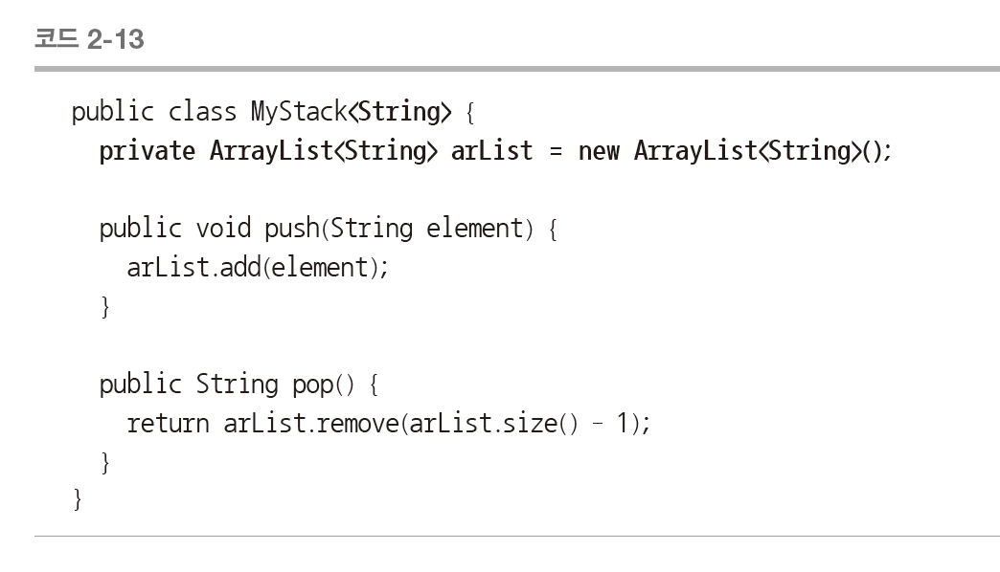 코드 2-13
public class MyStack<String> {
private ArrayList<String> arList = new ArrayList<String>();
public void push(String element) {
arList.add(element);
}
public String pop() {
return arList.remove(arList.size() - 1);
}
}